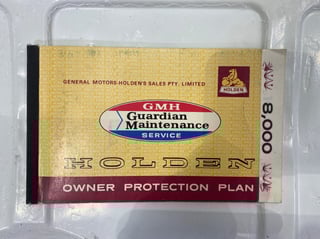 GENERAL MOTORS-HOLDEN'S SALES PTY. LIMITED
HOLDEN
GMH
Guardian
Maintenance
SERVICE
HOLDEN
OWNER PROTECTION PLAN
8,000